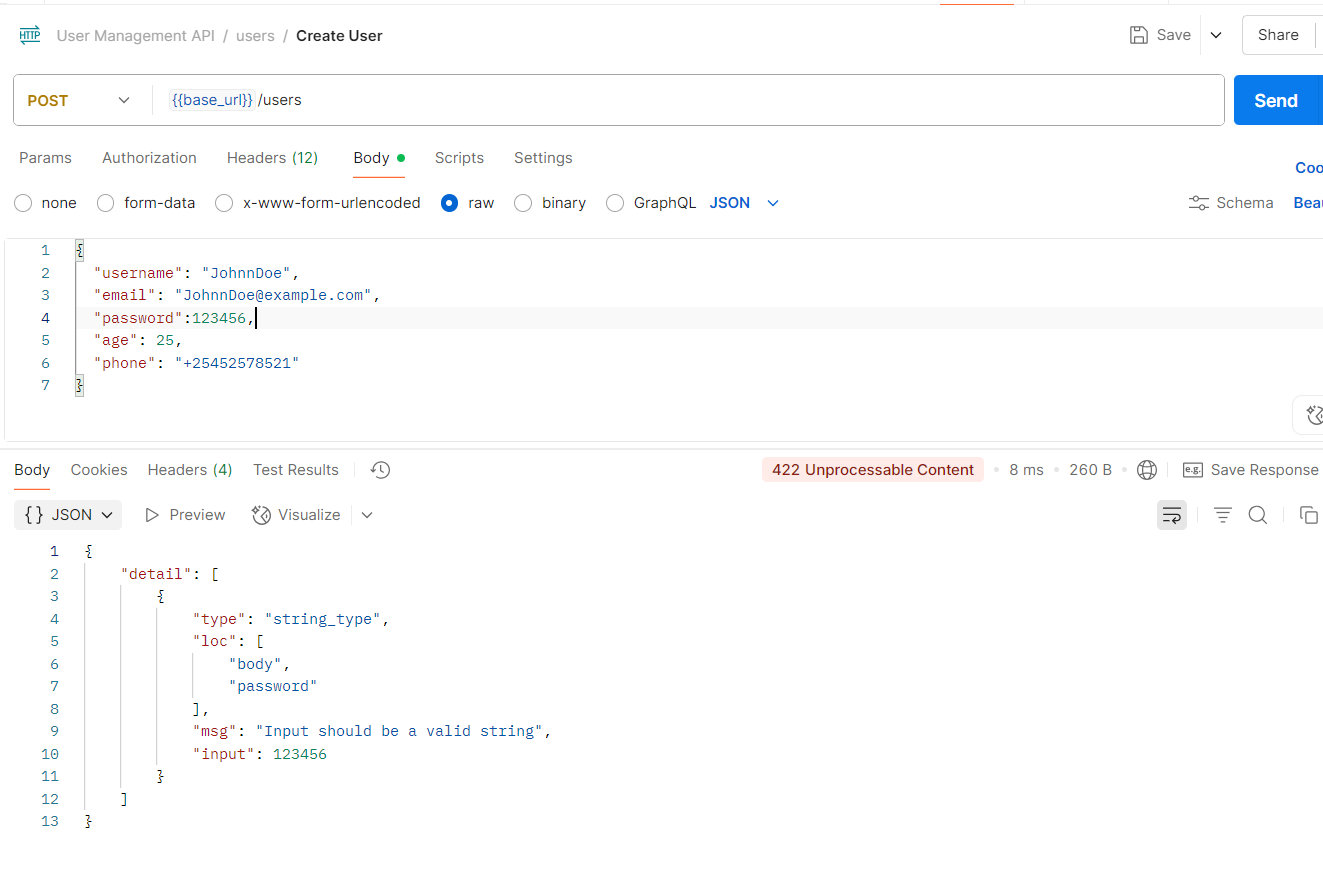 HTTP User Management API / users / Create User Save Share
POST {{base_url}} /users Send
Params Authorization Headers (12) Body Scripts Settings
Coo
none form-data x-www-form-urlencoded raw binary GraphQL JSON Schema Beau
1 {
2 "username": "JohnnDoe",
3 "email": "JohnnDoe@example.com",
4 "password":123456,
5 "age": 25,
6 "phone": "+25452578521"
7 }
Body Cookies Headers (4) Test Results 422 Unprocessable Content • 8 ms • 260 B • e.g. Save Response
{} JSON Preview Visualize
1 {
2 "detail": [
3 {
4 "type": "string_type",
5 "loc": [
6 "body",
7 "password"
8 ],
9 "msg": "Input should be a valid string",
10 "input": 123456
11 }
12 ]
13 }